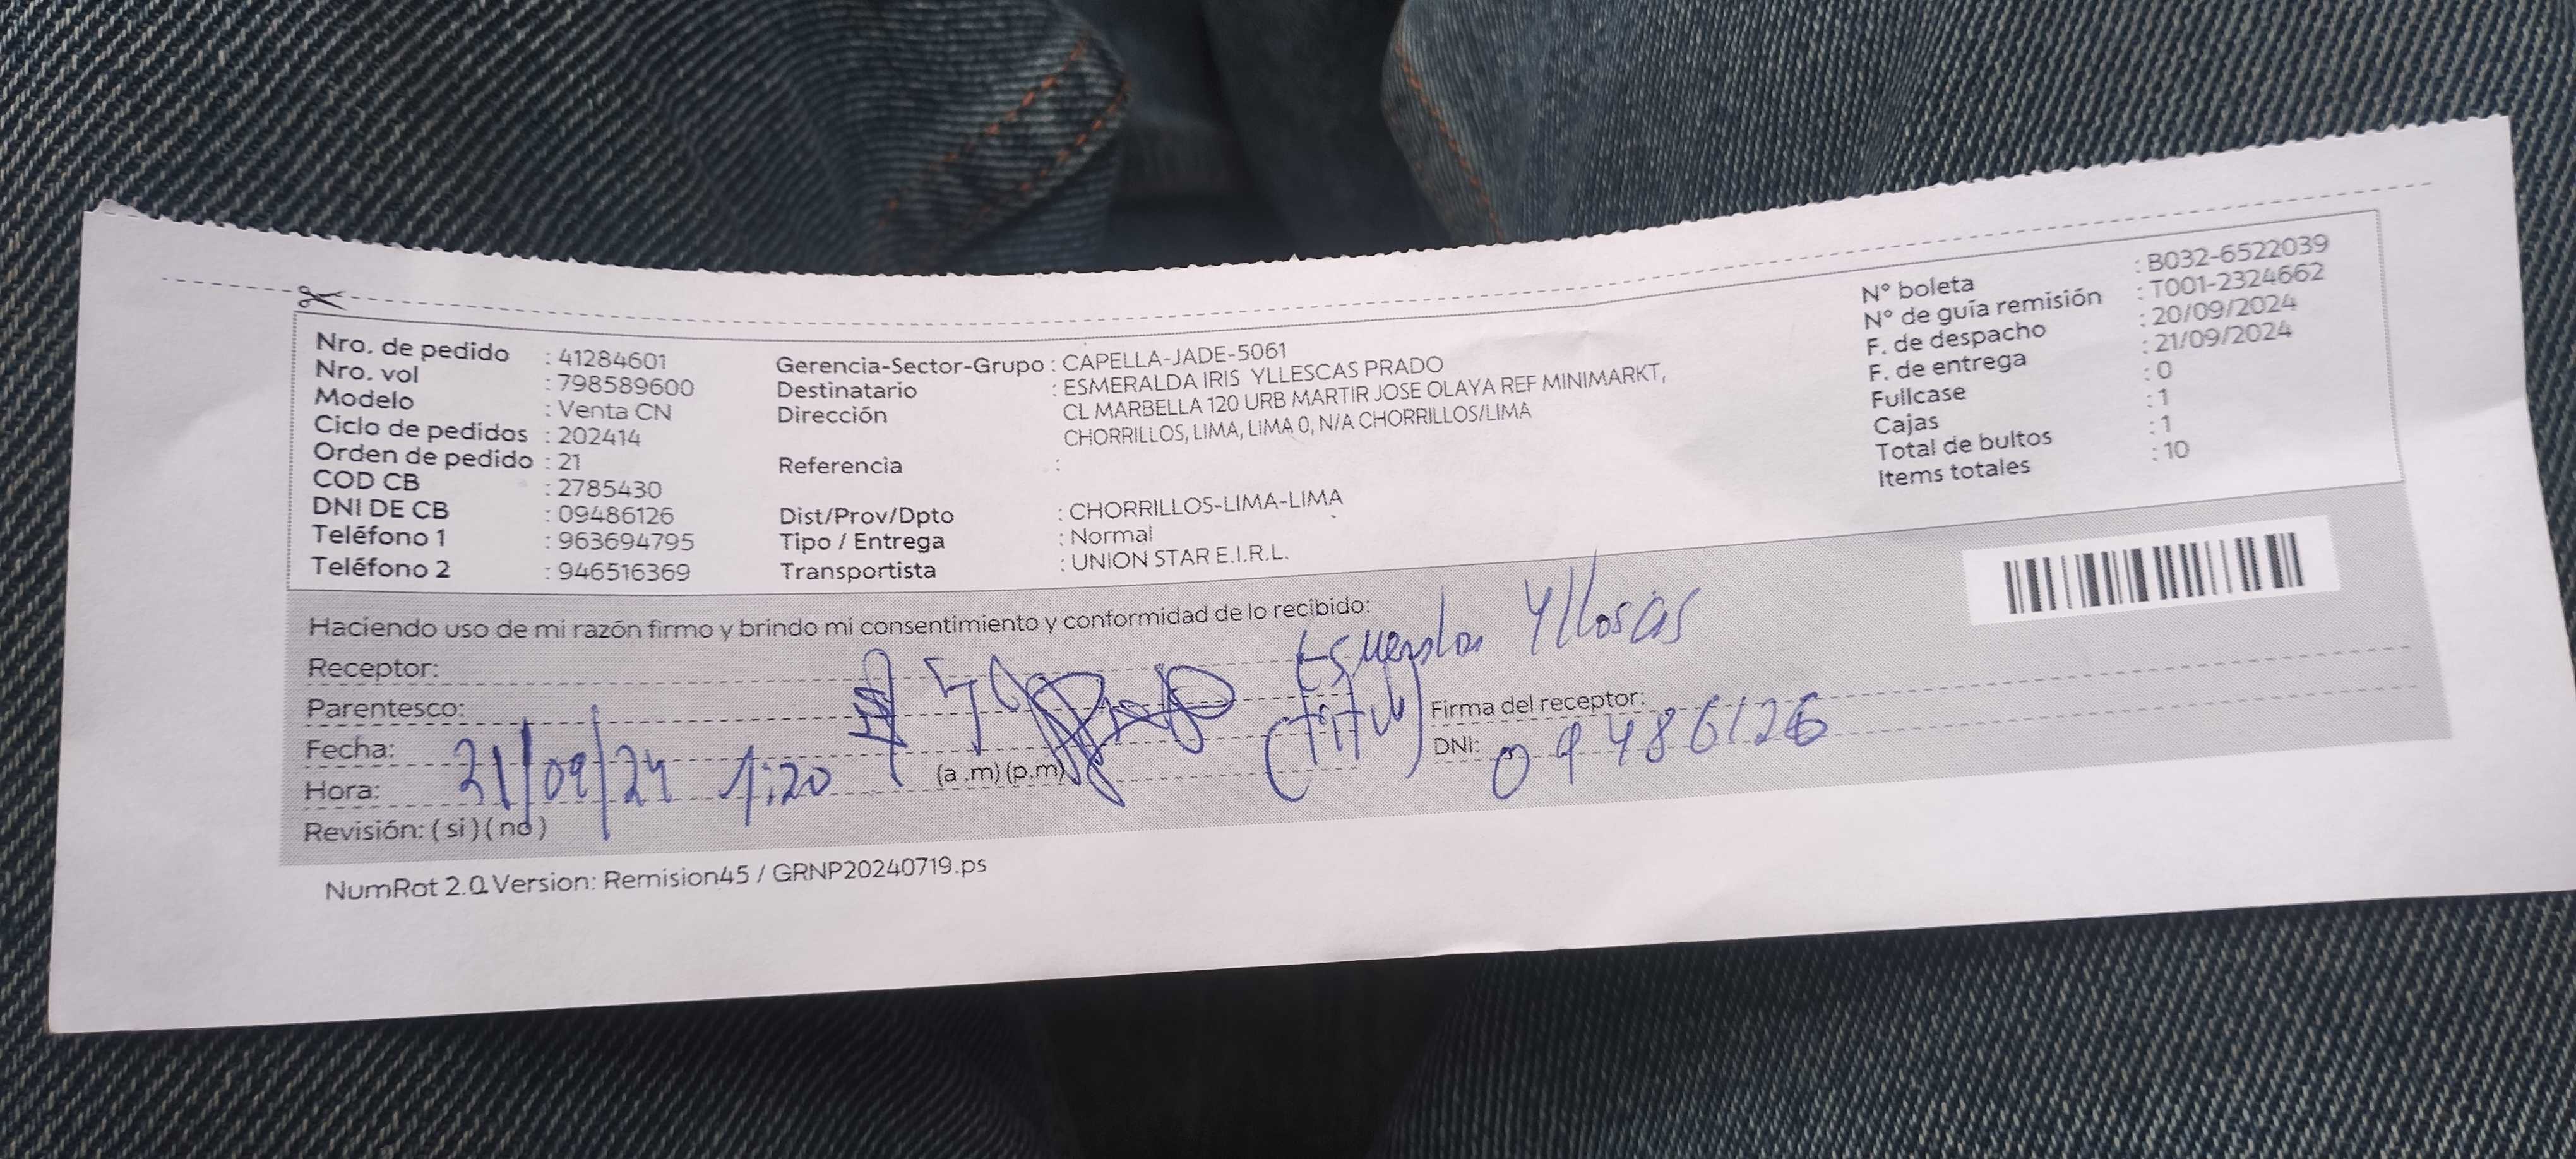 Nro. de pedido : 41284601
Nro. vol : 798589600
Modelo : Venta CN
Ciclo de pedidos : 202414
Orden de pedido : 21
COD CB : 2785430
DNI DE CB : 09486126
Teléfono 1 : 963694795
Teléfono 2 : 946516369
Gerencia-Sector-Grupo : CAPELLA-JADE-5061
Destinatario : ESMERALDA IRIS YLLESCAS PRADO
Dirección CL MARBELLA 120 URB MARTIR JOSE OLAYA REF MINIMARKT,
CHORRILLOS, LIMA, LIMA 0, N/A CHORRILLOS/LIMA
Referencia :
Dist/Prov/Dpto : CHORRILLOS-LIMA-LIMA
Tipo / Entrega : Normal
Transportista : UNION STAR E.I.R.L.
N° boleta : B032-6522039
N° de guía remisión : T001-2324662
F. de despacho : 20/09/2024
F. de entrega : 21/09/2024
Fullcase : 0
Cajas : 1
Total de bultos : 1
Items totales : 10
Haciendo uso de mi razón firmo y brindo mi consentimiento y conformidad de lo recibido:
Receptor:
Parentesco:
Fecha: 21/09/24 1:20
Hora: (a .m) (p.m)
Revisión: ( si ) ( no )
Firma del receptor:
DNI: 09486126
NumRot 2.0 Version: Remision45 / GRNP20240719.ps